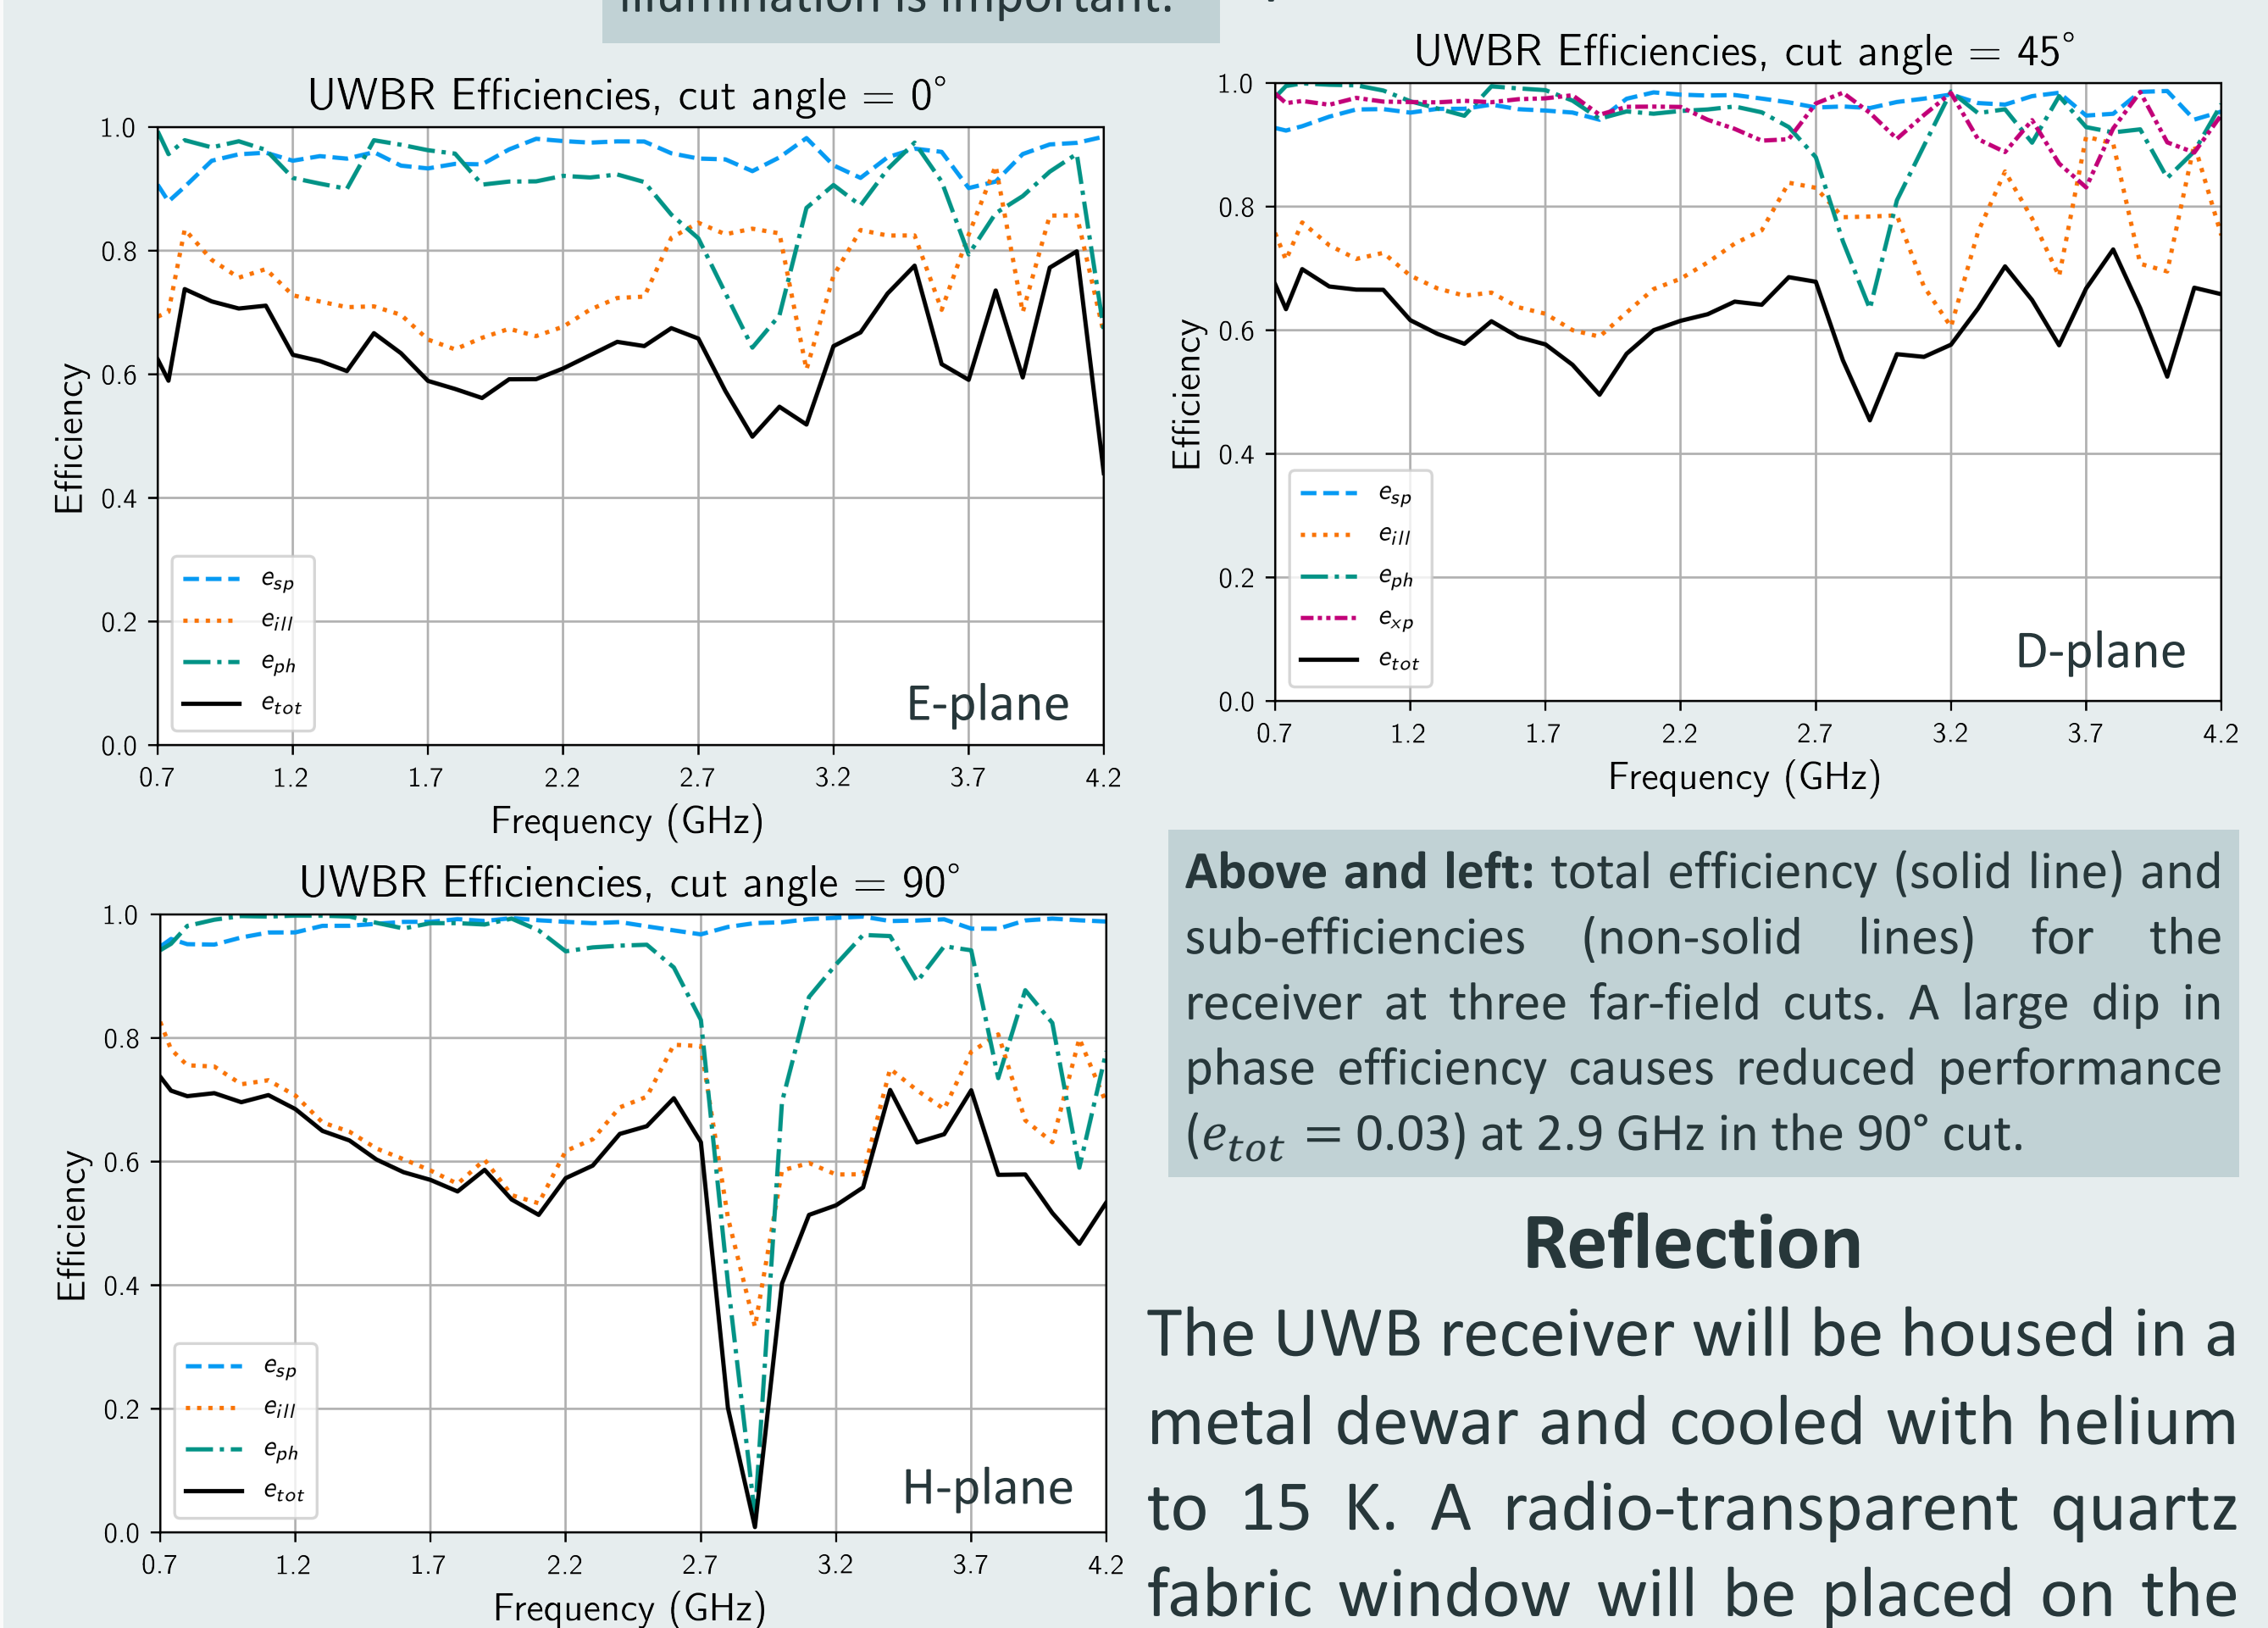 illumination is important.
UWBR Efficiencies, cut angle = 0°
1.0
0.8
0.6
0.4
0.2
0.0
Efficiency
e_sp
e_ill
e_ph
e_tot
E-plane
0.7 1.2 1.7 2.2 2.7 3.2 3.7 4.2
Frequency (GHz)
UWBR Efficiencies, cut angle = 45°
1.0
0.8
0.6
0.4
0.2
0.0
Efficiency
e_sp
e_ill
e_ph
e_xp
e_tot
D-plane
0.7 1.2 1.7 2.2 2.7 3.2 3.7 4.2
Frequency (GHz)
UWBR Efficiencies, cut angle = 90°
1.0
0.8
0.6
0.4
0.2
0.0
Efficiency
e_sp
e_ill
e_ph
e_tot
H-plane
0.7 1.2 1.7 2.2 2.7 3.2 3.7 4.2
Frequency (GHz)
Above and left: total efficiency (solid line) and
sub-efficiencies (non-solid lines) for the
receiver at three far-field cuts. A large dip in
phase efficiency causes reduced performance
(e_tot = 0.03) at 2.9 GHz in the 90° cut.
Reflection
The UWB receiver will be housed in a
metal dewar and cooled with helium
to 15 K. A radio-transparent quartz
fabric window will be placed on the